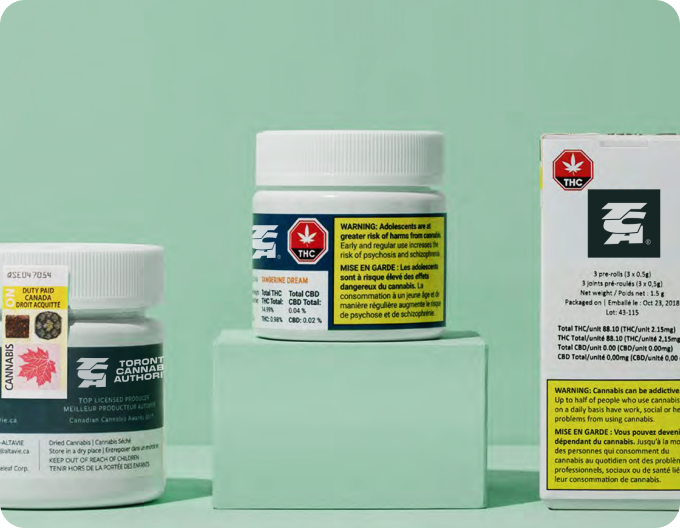 ØSE047054
ON
DUTY PAID
CANADA
DROIT ACQUITTÉ
CANNABIS
TCA
TORONT
CANNAB
AUTHORI
TOP LICENSED PRODUCER
MEILLEUR PRODUCTEUR AUTORISÉ
Canadian Cannabis Awards
vie.ca
-ALTAVIE
@altavie.ca
leaf Corp.
Dried Cannabis | Cannabis Séché
Store in a dry place | Entreposer dans un
KEEP OUT OF REACH OF CHILDREN
TENIR HORS DE LA PORTÉE DES ENFANTS
THC
TANGERINE DREAM
Total THC
THC Total:
14.99%
THC: 0.98%
Total CBD
CBD Total:
0.04 %
CBD: 0.02 %
WARNING: Adolescents are at
greater risk of harms from cannabis.
Early and regular use increases the
risk of psychosis and schizophrenia.
MISE EN GARDE : Les adolescents
sont à risque élevé des effets
dangereux du cannabis. La
consommation à un jeune âge et de
manière régulière augmente le risque
de psychose et de schizophrénie.
THC
TCA
®
3 pre-rolls (3 x 0.5g)
3 joints pré-roulés (3 x 0,5g)
Net weight / Poids net : 1.5 g
Packaged on | Emballé le : Oct 23, 2018
Lot: 43-115
Total THC/unit 88.10 (THC/unit 2.15mg)
THC Total/unité 88.10 (THC/unité 2,15mg
Total CBD/unit 0.00 (CBD/unit 0.00mg)
CBD Total/unité 0,00mg (CBD/unité 0,00
WARNING: Cannabis can be addictive.
Up to half of people who use cannabis
on a daily basis have work, social or he
problems from using cannabis.
MISE EN GARDE : Vous pouvez deveni
dépendant du cannabis. Jusqu'à la mo
des personnes qui consomment du
cannabis au quotidien ont des problèm
professionnels, sociaux ou de santé lié
leur consommation de cannabis.